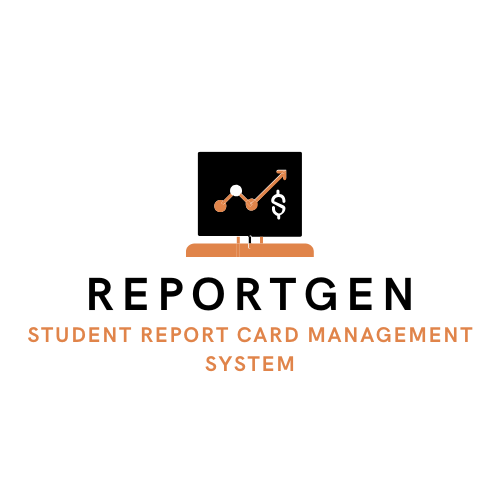 $
REPORTGEN
STUDENT REPORT CARD MANAGEMENT
SYSTEM